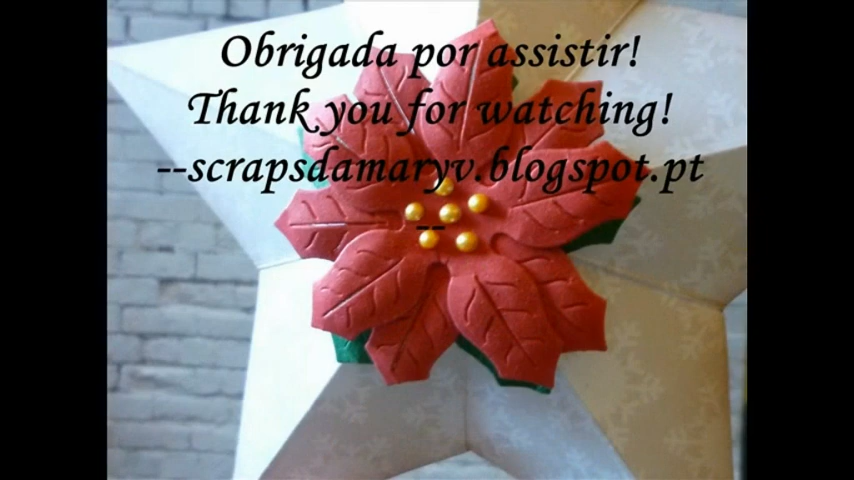 Obrigada por assistir!
Thank you for watching!
--scrapsdamaryv.blogspot.pt
--